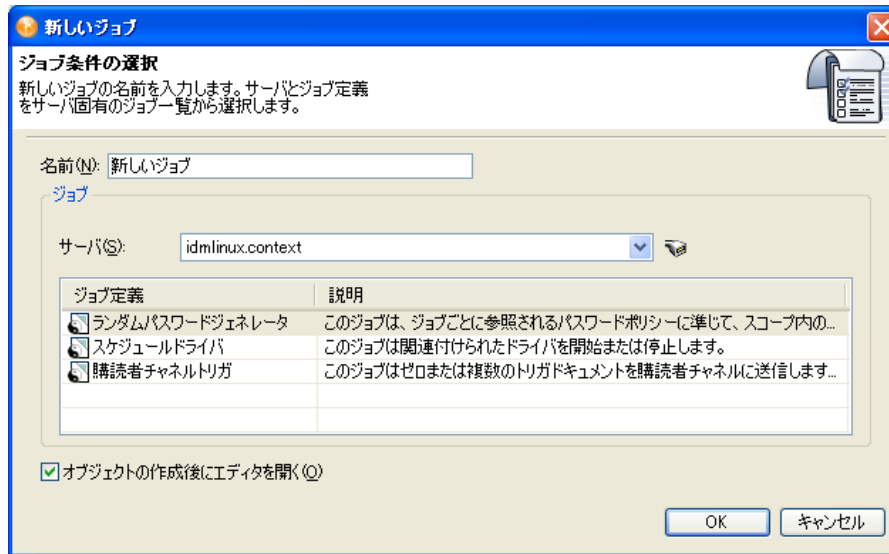 新しいジョブ
ジョブ条件の選択
新しいジョブの名前を入力します。サーバとジョブ定義
をサーバ固有のジョブ一覧から選択します。
名前(N): 新しいジョブ
ジョブ
サーバ(S): idmlinux.context
ジョブ定義 説明
ランダムパスワードジェネレータ このジョブは、ジョブごとに参照されるパスワードポリシーに準じて、スコープ内の...
スケジュールドライバ このジョブは関連付けられたドライバを開始または停止します。
購読者チャネルトリガ このジョブはゼロまたは複数のトリガドキュメントを購読者チャネルに送信します...
オブジェクトの作成後にエディタを開く(O)
OK キャンセル